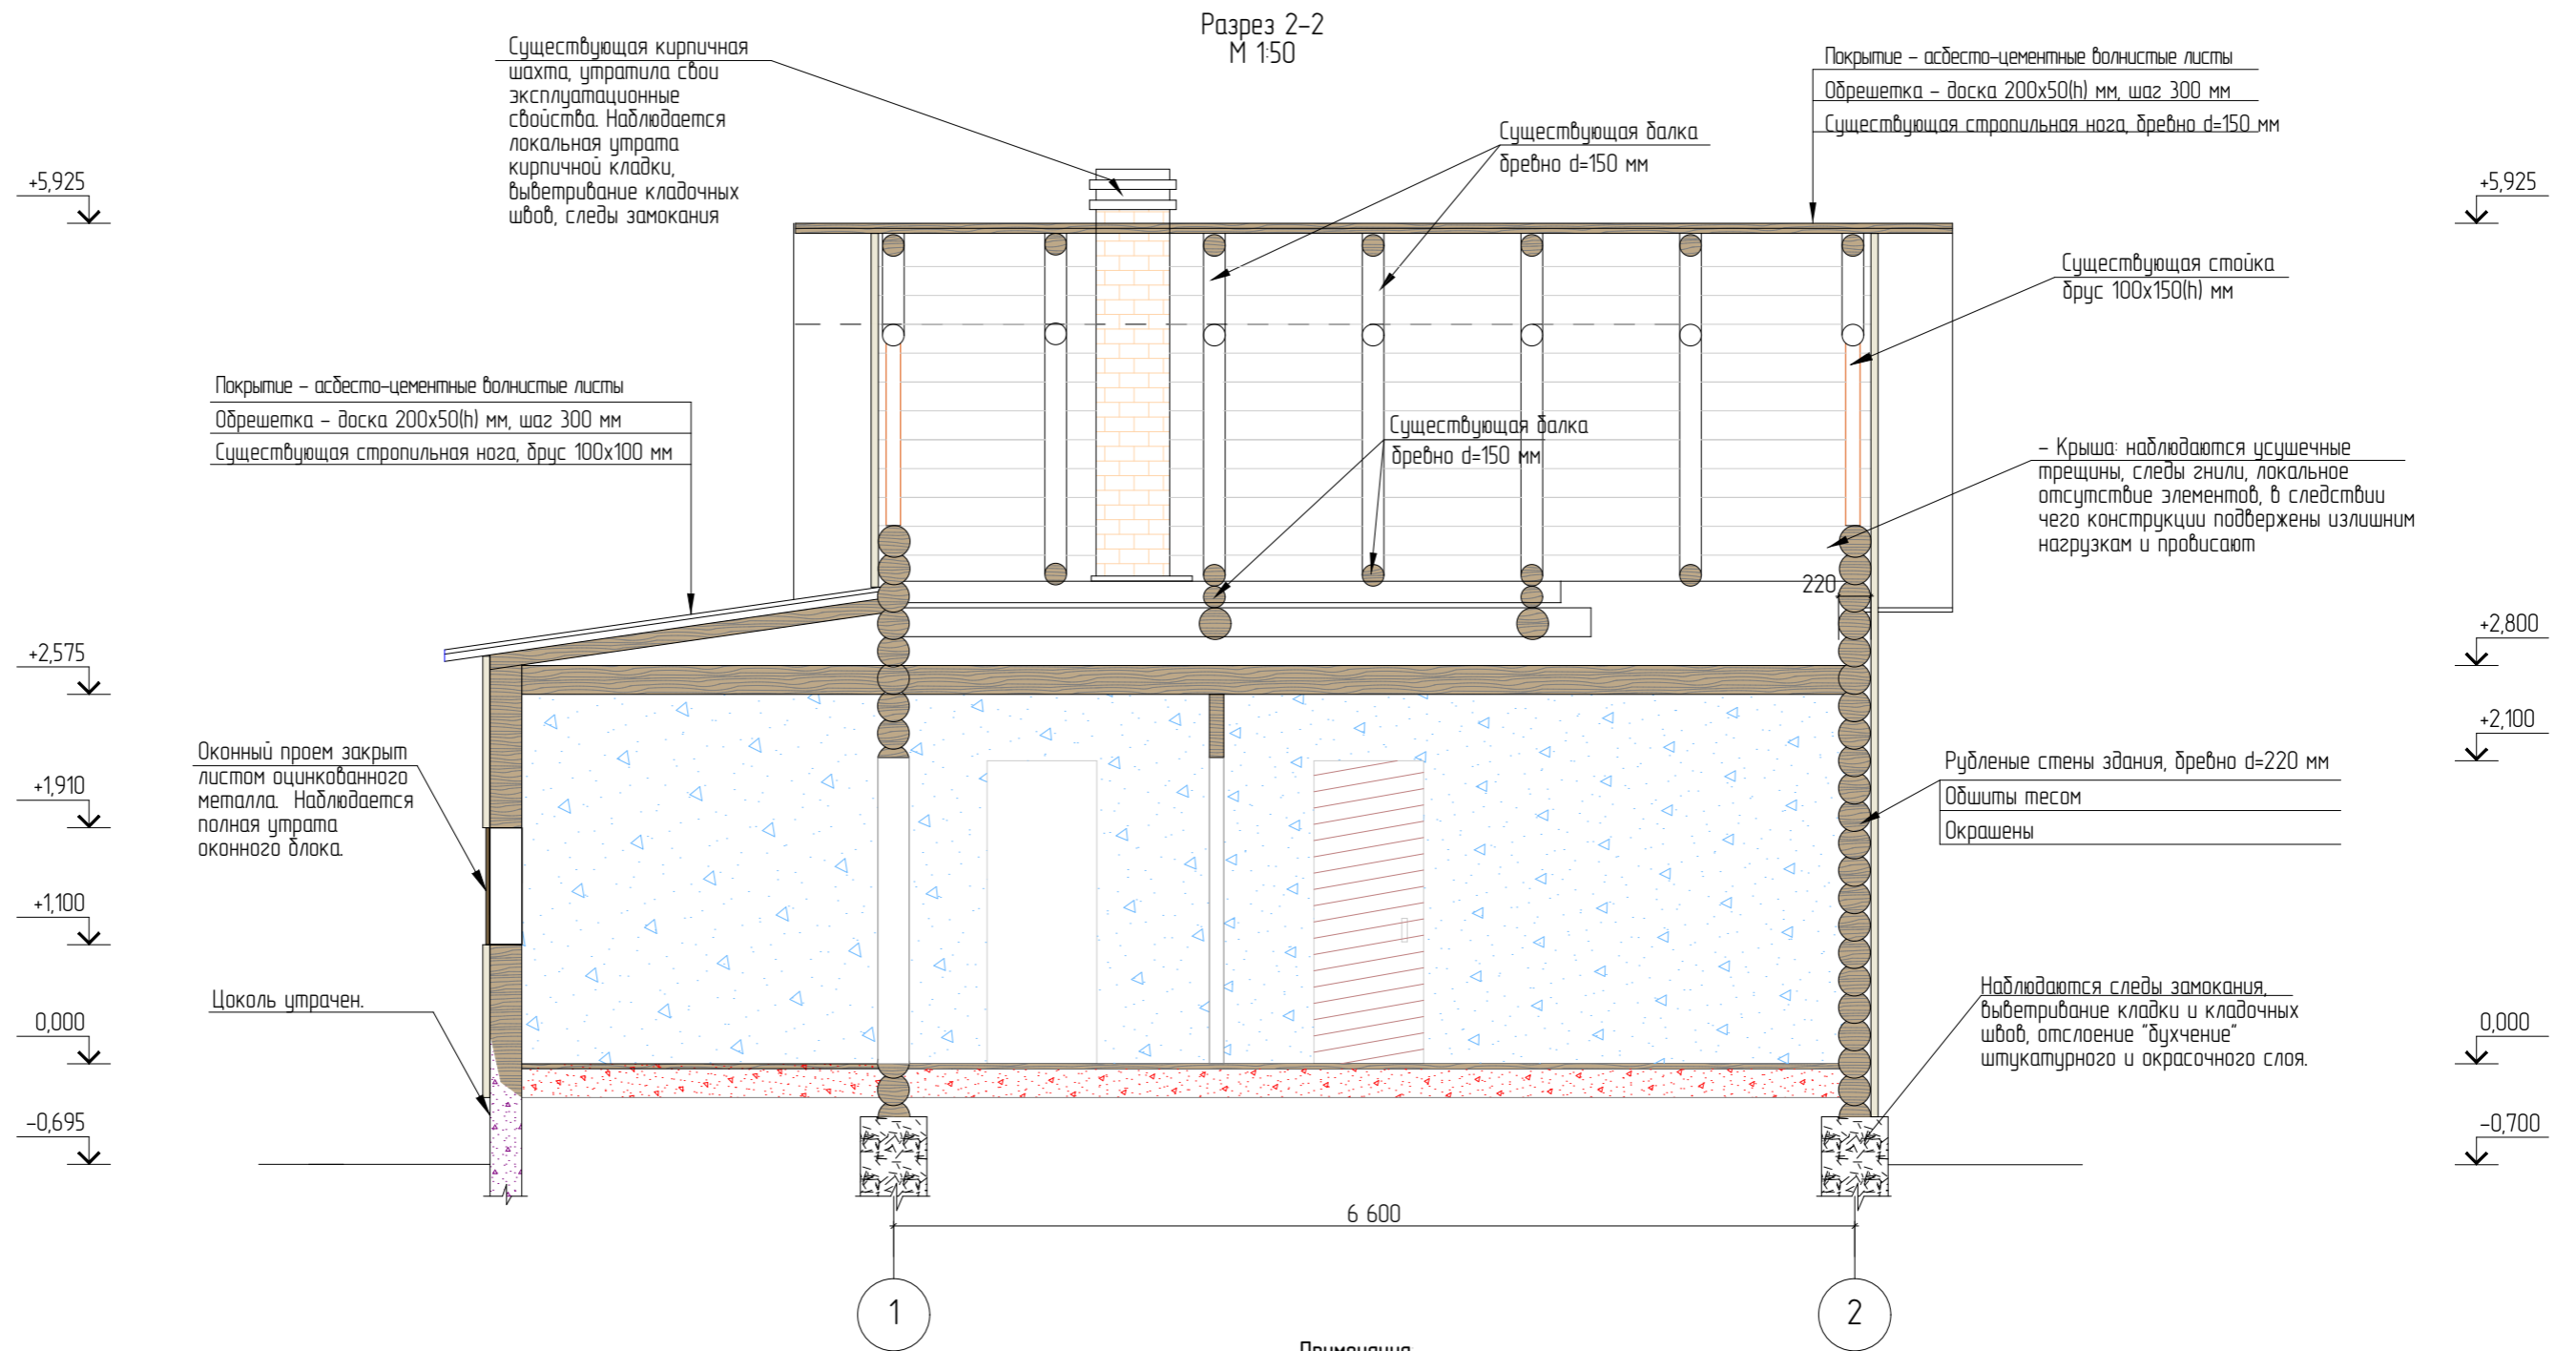 Разрез 2-2
М 1:50
Существующая кирпичная
шахта, утратила свои
эксплуатационные
свойства. Наблюдается
локальная утрата
кирпичной кладки,
выветривание кладочных
швов, следы замокания
Покрытие - асбесто-цементные волнистые листы
Обрешетка - доска 200х50(h) мм, шаг 300 мм
Существующая стропильная нога, бревно d=150 мм
Существующая балка
бревно d=150 мм
+5,925
+5,925
Существующая стойка
брус 100х150(h) мм
Покрытие - асбесто-цементные волнистые листы
Обрешетка - доска 200х50(h) мм, шаг 300 мм
Существующая стропильная нога, брус 100х100 мм
Существующая балка
бревно d=150 мм
- Крыша: наблюдаются усушечные
трещины, следы гнили, локальное
отсутствие элементов, в следствии
чего конструкции подвержены излишним
нагрузкам и провисают
220
+2,575
+2,800
+2,100
Оконный проем закрыт
листом оцинкованного
металла. Наблюдается
полная утрата
оконного блока.
+1,910
Рубленые стены здания, бревно d=220 мм
Обшиты тесом
Окрашены
+1,100
Цоколь утрачен.
Наблюдаются следы замокания,
выветривание кладки и кладочных
швов, отслоение "бухчение"
штукатурного и окрасочного слоя.
0,000
0,000
-0,695
-0,700
6 600
1
2
Примечания